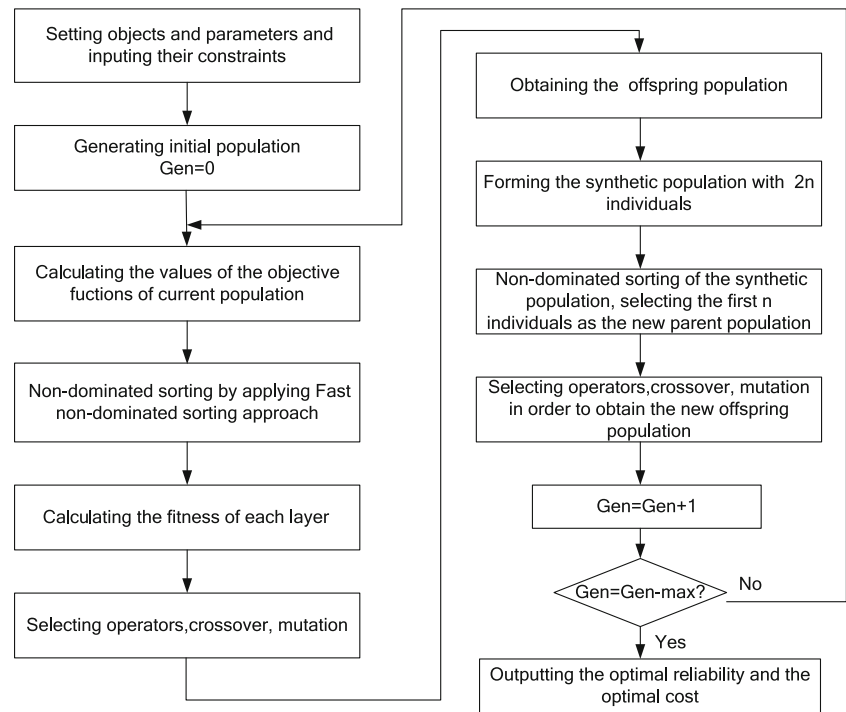 Setting objects and parameters and
inputing their constraints
Generating initial population
Gen=0
Calculating the values of the objective
fuctions of current population
Non-dominated sorting by applying Fast
non-dominated sorting approach
Calculating the fitness of each layer
Selecting operators,crossover, mutation
Obtaining the offspring population
Forming the synthetic population with 2n
individuals
Non-dominated sorting of the synthetic
population, selecting the first n
individuals as the new parent population
Selecting operators,crossover, mutation
in order to obtain the new offspring
population
Gen=Gen+1
Gen=Gen-max?
No
Yes
Outputting the optimal reliability and the
optimal cost